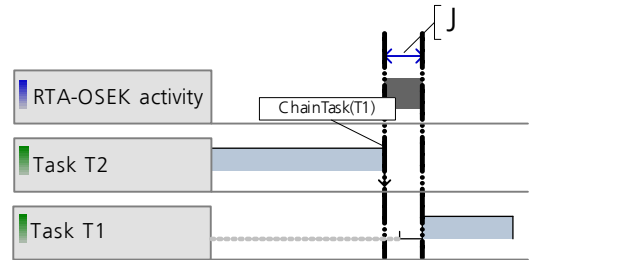 J
RTA-OSEK activity
ChainTask(T1)
Task T2
Task T1